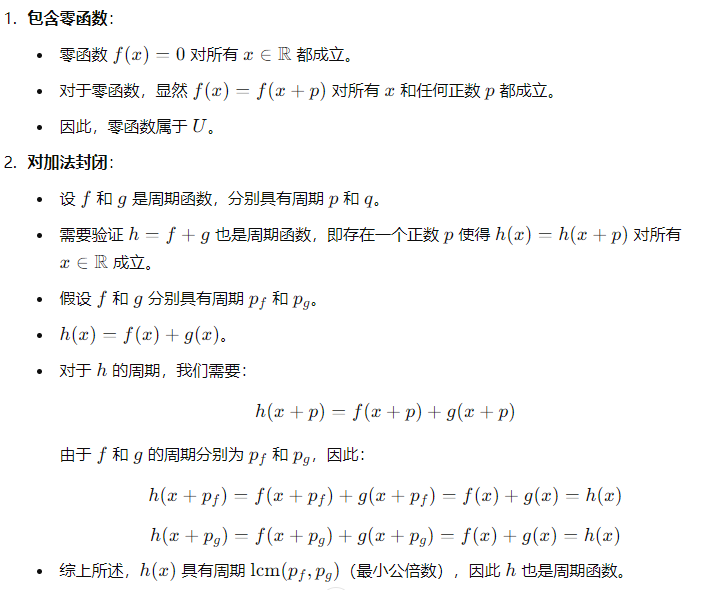 1. 包含零函数：
• 零函数 f(x) = 0 对所有 x ∈ ℝ 都成立。
• 对于零函数，显然 f(x) = f(x + p) 对所有 x 和任何正数 p 都成立。
• 因此，零函数属于 U。
2. 对加法封闭：
• 设 f 和 g 是周期函数，分别具有周期 p 和 q。
• 需要验证 h = f + g 也是周期函数，即存在一个正数 p 使得 h(x) = h(x + p) 对所有
x ∈ ℝ 成立。
• 假设 f 和 g 分别具有周期 p_f 和 p_g。
• h(x) = f(x) + g(x)。
• 对于 h 的周期，我们需要：
h(x + p) = f(x + p) + g(x + p)
由于 f 和 g 的周期分别为 p_f 和 p_g，因此：
h(x + p_f) = f(x + p_f) + g(x + p_f) = f(x) + g(x) = h(x)
h(x + p_g) = f(x + p_g) + g(x + p_g) = f(x) + g(x) = h(x)
• 综上所述，h(x) 具有周期 lcm(p_f, p_g)（最小公倍数），因此 h 也是周期函数。